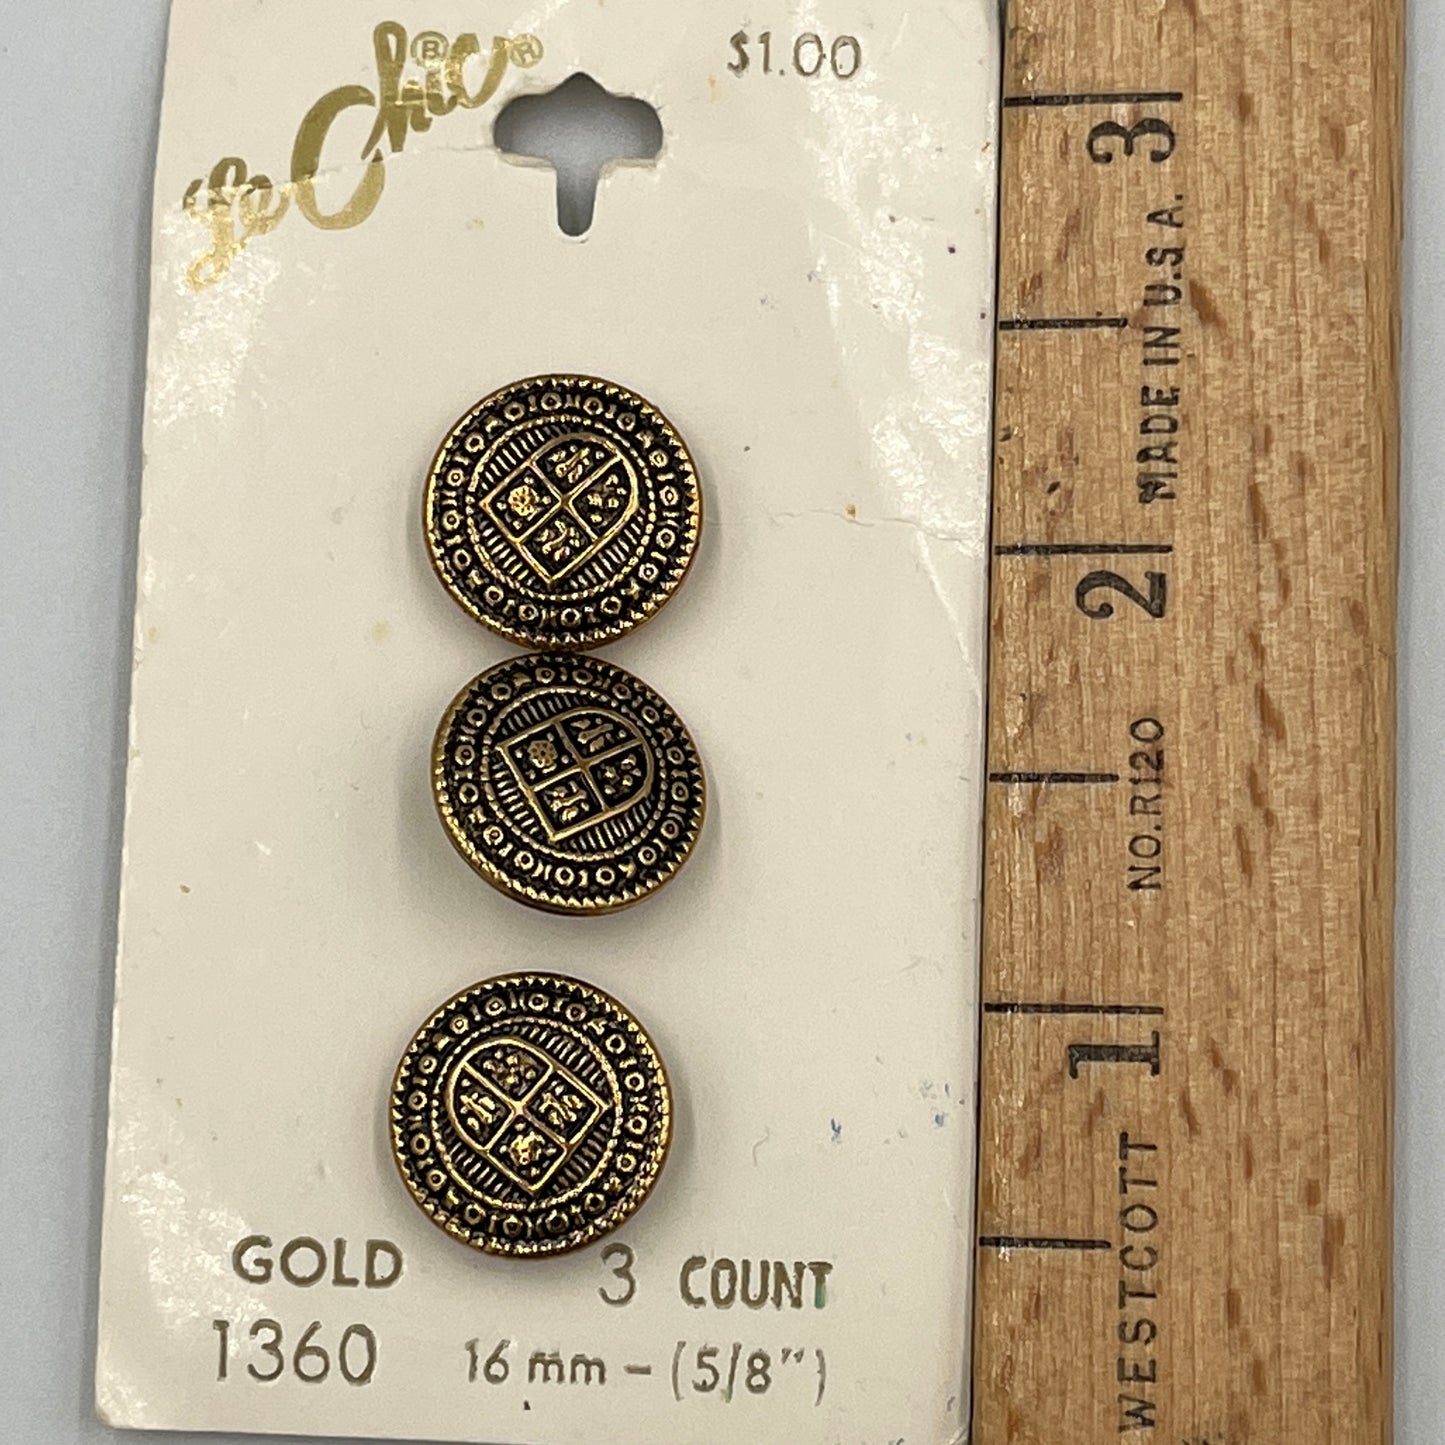 Le Chic®®
$1.00
GOLD
3 COUNT
1360
16 mm - (5/8")
3
2
1
MADE IN U.S.A.
NO.R120
WESTCOTT